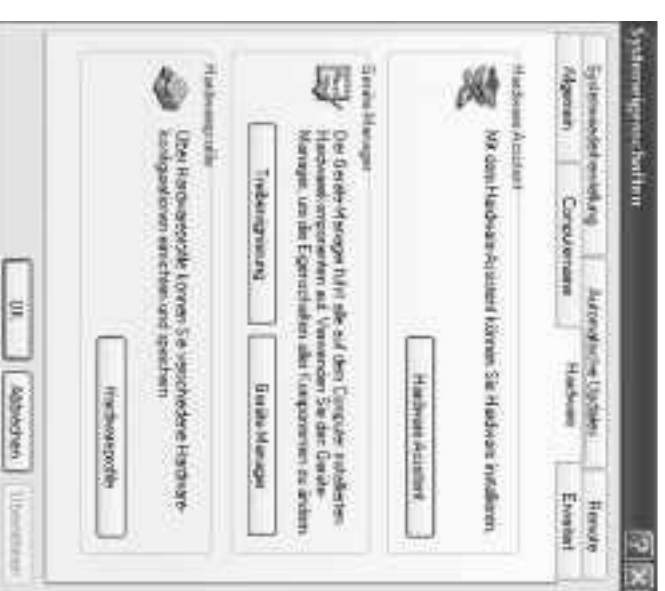 Systemeigenschaften
Systemwiederherstellung Automatische Updates Remote
Allgemein Computername Hardware Erweitert
Hardware-Assistent
Mit dem Hardware-Assistent können Sie Hardware installieren.
Hardware-Assistent
Geräte-Manager
Der Geräte-Manager führt alle auf dem Computer installierten
Hardwarekomponenten auf. Verwenden Sie den Geräte-
Manager, um die Eigenschaften aller Komponenten zu ändern.
Treibersignierung Geräte-Manager
Hardwareprofile
Über Hardwareprofile können Sie verschiedene Hardware-
konfigurationen einrichten und speichern.
Hardwareprofile
OK Abbrechen Übernehmen